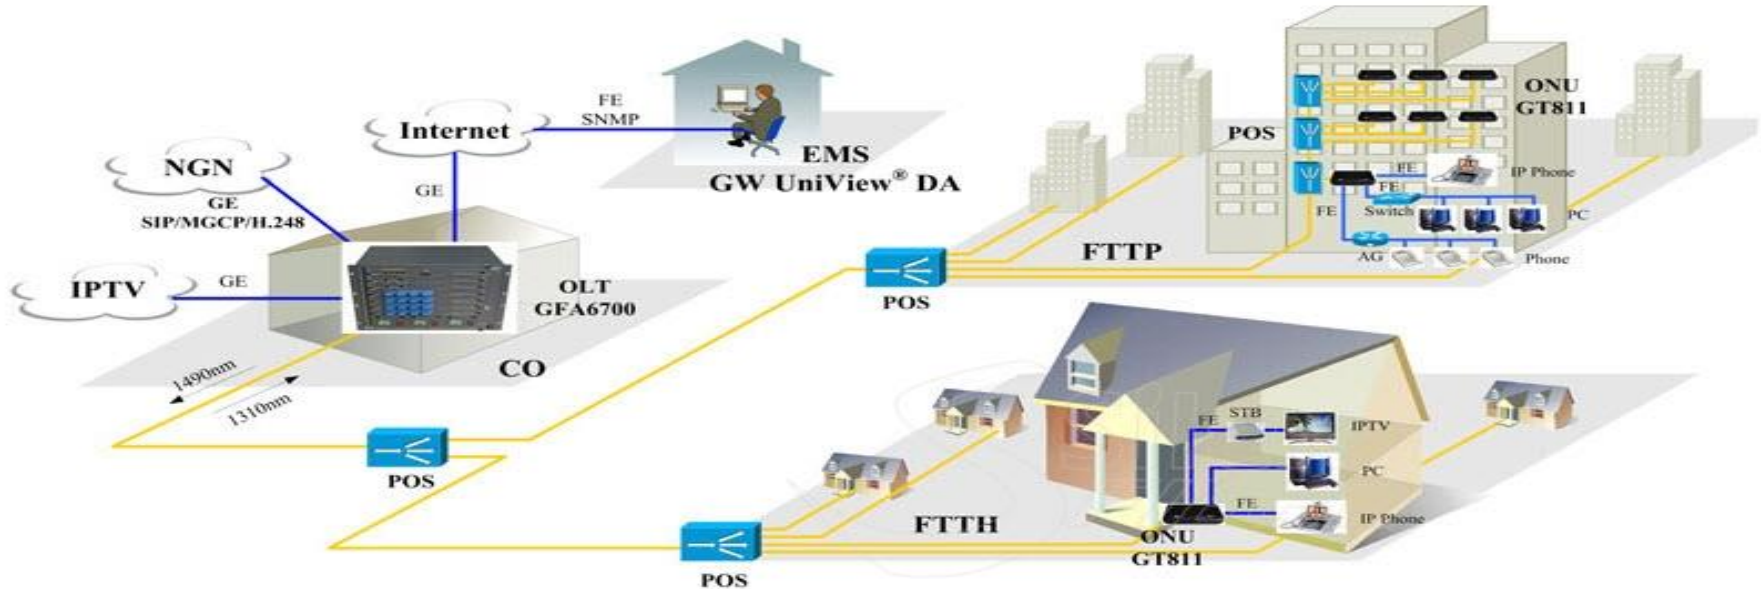 FE
SNMP
Internet
NGN
GE
SIP/MGCP/H.248
GE
EMS
GW UniView® DA
IPTV
GE
OLT
GFA6700
CO
1490nm
1310nm
POS
POS
FTTP
POS
ONU
GT811
FE
IP Phone
FE
FE
Switch
PC
AG
Phone
POS
FTTH
FE
STB
IPTV
PC
FE
IP Phone
ONU
GT811